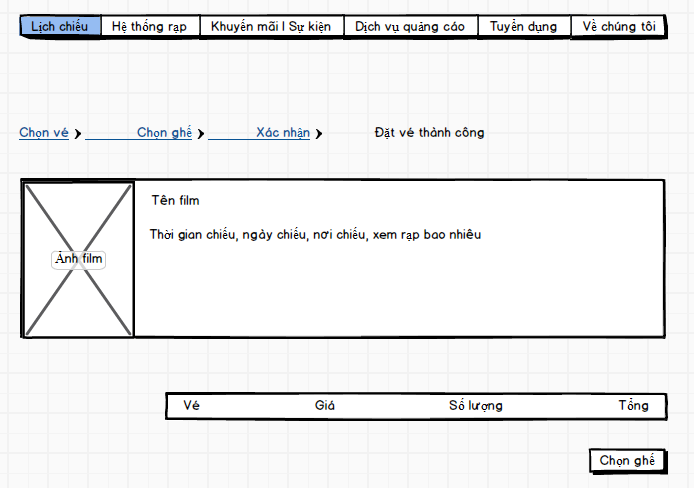 Lịch chiếu Hệ thống rạp Khuyến mãi | Sự kiện Dịch vụ quảng cáo Tuyển dụng Về chúng tôi
Chọn vé Chọn ghế Xác nhận Đặt vé thành công
Tên film
Thời gian chiếu, ngày chiếu, nơi chiếu, xem rạp bao nhiêu
Ảnh film
Vé Giá Số lượng Tổng
Chọn ghế